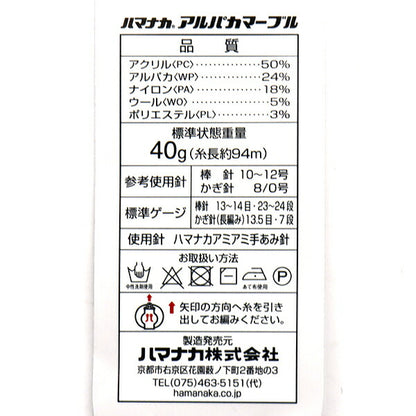 ハマナカ® アルパカマーブル
品質
アクリル〈PC〉…………50%
アルパカ〈WP〉…………24%
ナイロン〈PA〉…………18%
ウール〈WO〉…………5%
ポリエステル〈PL〉…………3%
標準状態重量
40g(糸長約94m)
参考使用針 棒 針 10~12号
かぎ針 8/0号
標準ゲージ 棒針 13~14目・23~24段
かぎ針(長編み)13.5目・7段
使用針 ハマナカアミアミ手あみ針
お取扱い方法
中性洗剤使用 あて布使用
矢印の方向へ糸を引き
出してお編みください。
製造発売元
ハマナカ株式会社
京都市右京区花園薮ノ下町2番地の3
TEL(075)463-5151(代)
hamanaka.co.jp